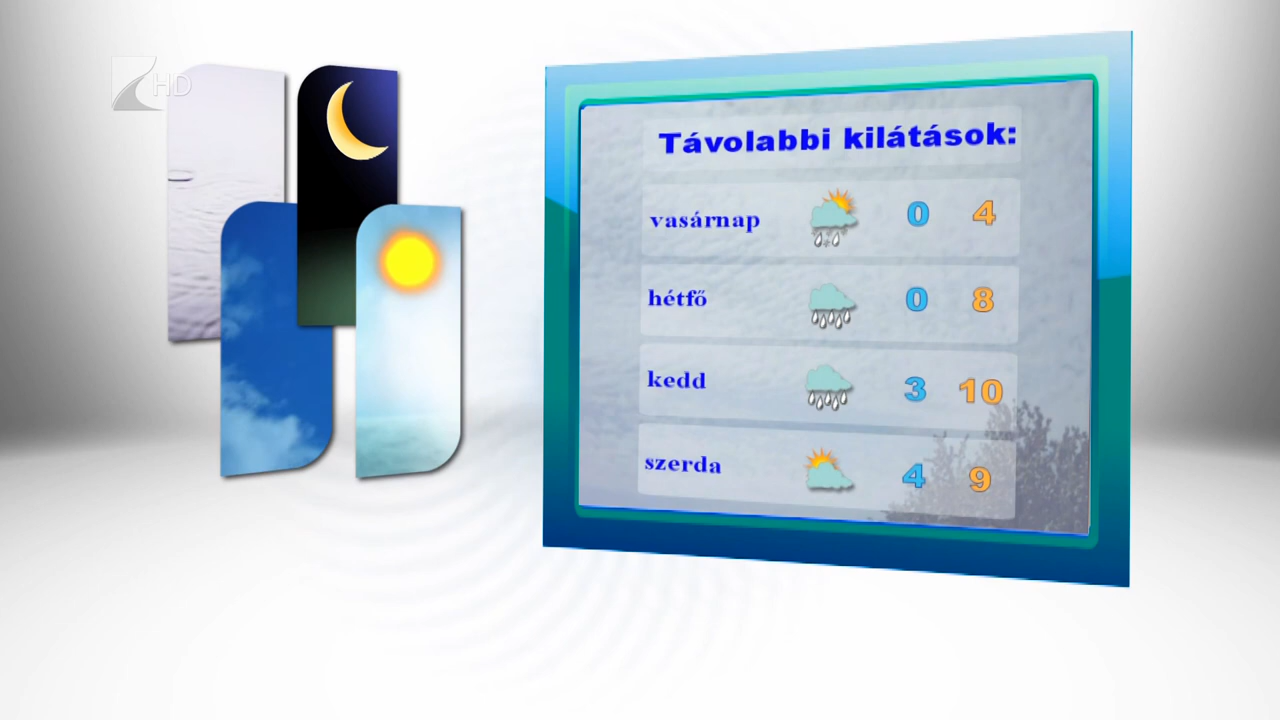 HD
Távolabbi kilátások:
vasárnap 0 4
hétfő 0 8
kedd 3 10
szerda 4 9